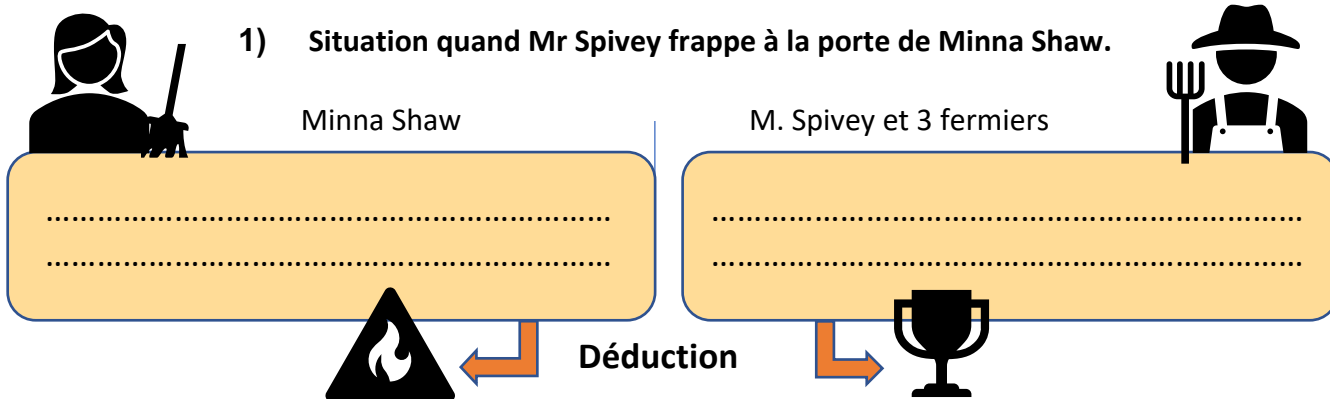 1) Situation quand Mr Spivey frappe à la porte de Minna Shaw.
Minna Shaw
M. Spivey et 3 fermiers
………………………………………………………
………………………………………………………
…………………………………………………………
…………………………………………………………
Déduction